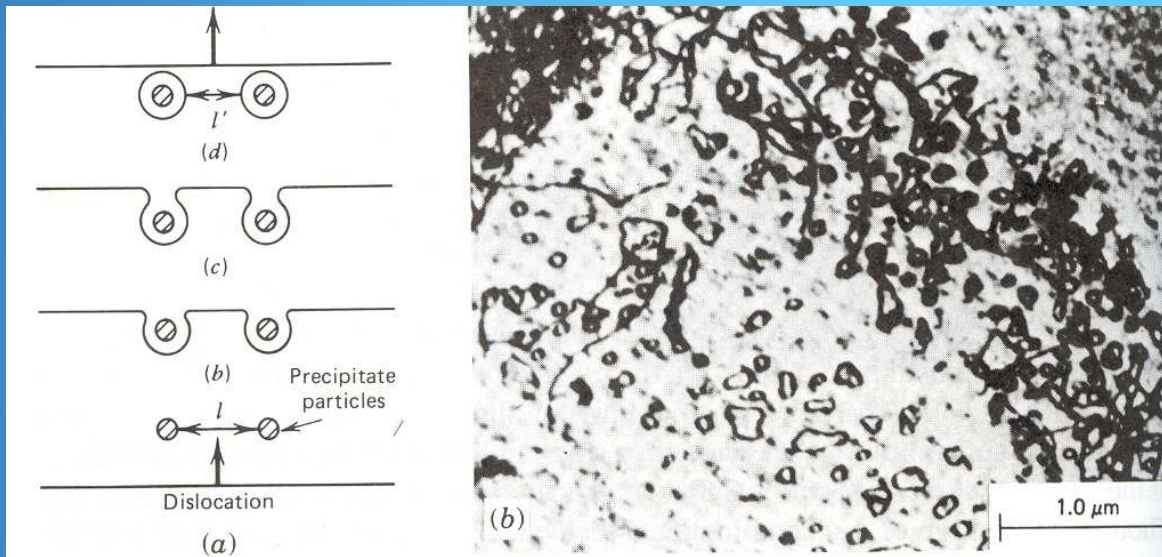 l'
(d)
(c)
(b)
Precipitate
particles
l
Dislocation
(a)
(b)
1.0 μm